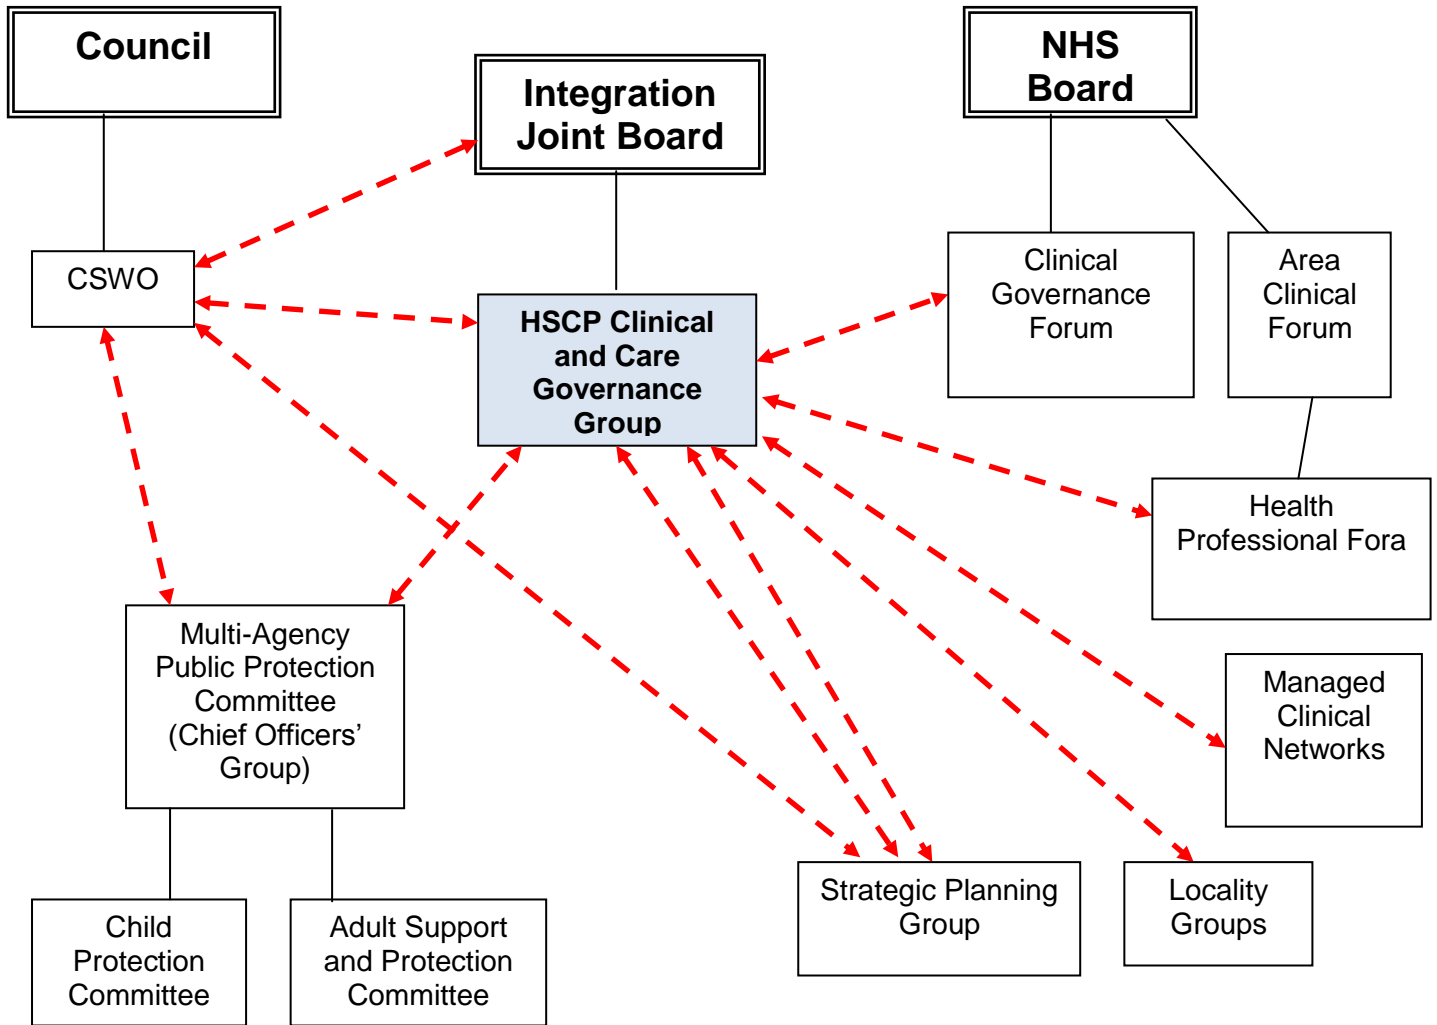 Council
Integration
Joint Board
NHS
Board
CSWO
HSCP Clinical
and Care
Governance
Group
Clinical
Governance
Forum
Area
Clinical
Forum
Health
Professional Fora
Multi-Agency
Public Protection
Committee
(Chief Officers’
Group)
Managed
Clinical
Networks
Strategic Planning
Group
Locality
Groups
Child
Protection
Committee
Adult Support
and Protection
Committee